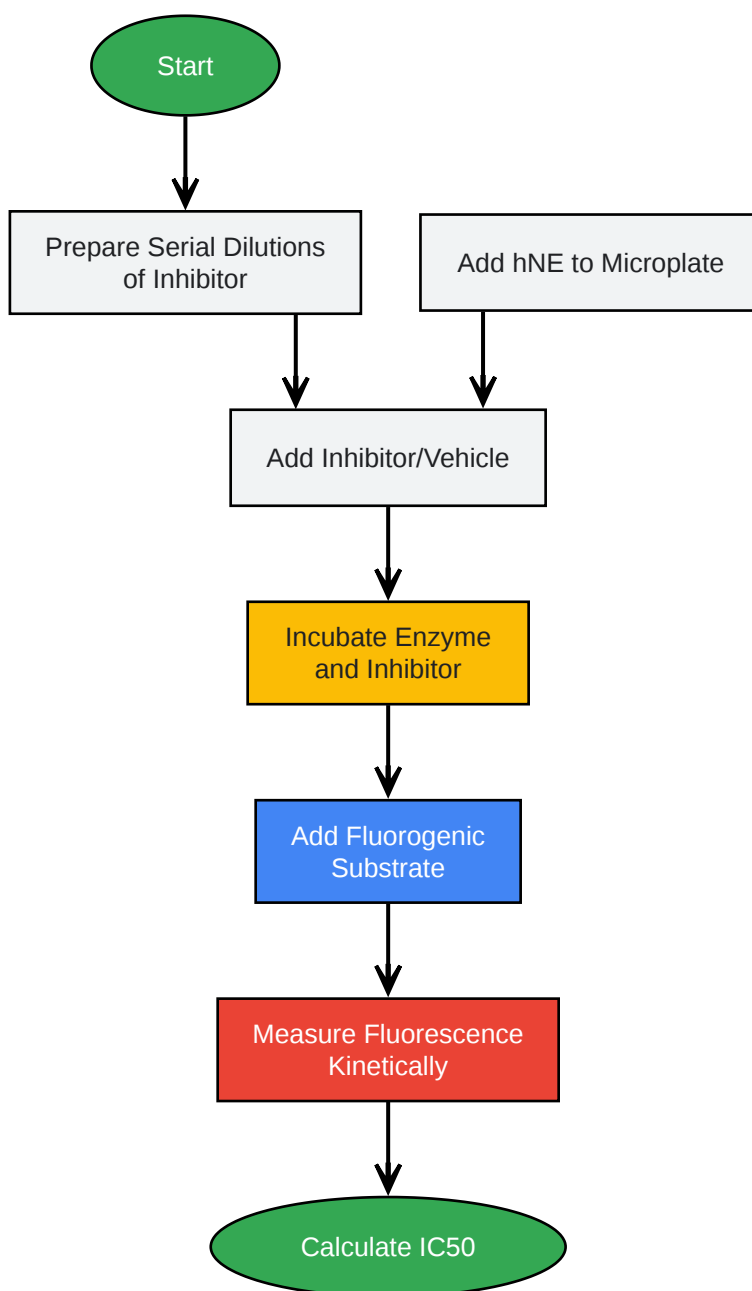 Start
Prepare Serial Dilutions
of Inhibitor
Add hNE to Microplate
Add Inhibitor/Vehicle
Incubate Enzyme
and Inhibitor
Add Fluorogenic
Substrate
Measure Fluorescence
Kinetically
Calculate IC50